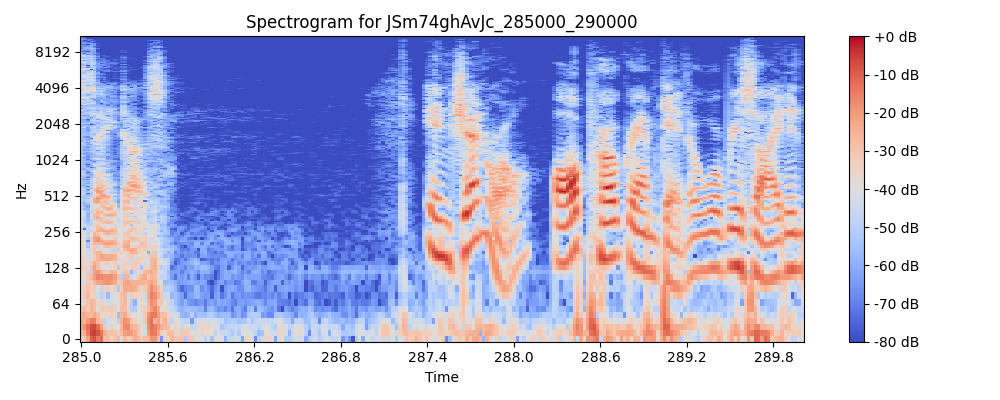 Spectrogram for JSm74ghAvJc_285000_290000
Hz
8192
4096
2048
1024
512
256
128
64
0
285.0 285.6 286.2 286.8 287.4 288.0 288.6 289.2 289.8
Time
+0 dB
-10 dB
-20 dB
-30 dB
-40 dB
-50 dB
-60 dB
-70 dB
-80 dB